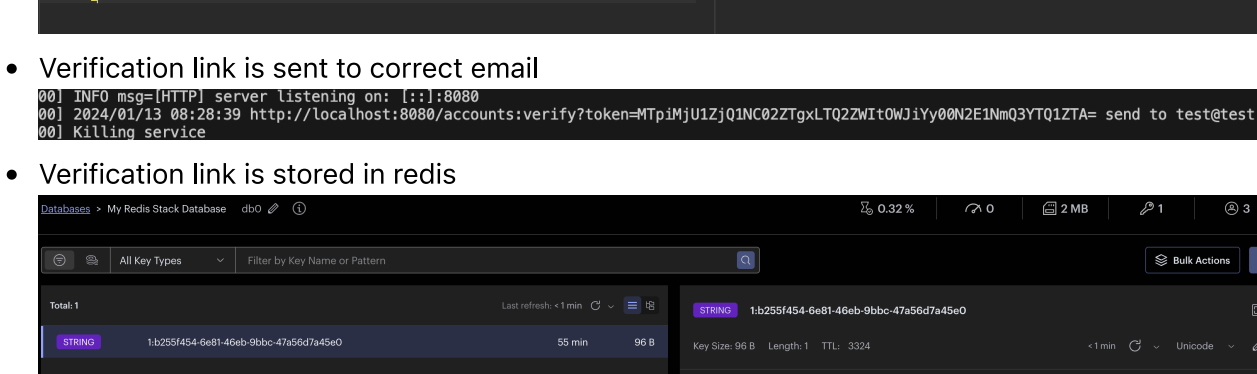 • Verification link is sent to correct email
00] INFO msg=[HTTP] server listening on: [::]:8080
00] 2024/01/13 08:28:39 http://localhost:8080/accounts:verify?token=MTpiMjU1ZjQ1NC02ZTgxLTQ2ZWItOWJiYy00N2E1NmQ3YTQ1ZTA= send to test@test
00] Killing service
• Verification link is stored in redis
Databases > My Redis Stack Database db0 0.32 % 0 2 MB 1 3
All Key Types Filter by Key Name or Pattern Bulk Actions
Total: 1 Last refresh: < 1 min
STRING 1:b255f454-6e81-46eb-9bbc-47a56d7a45e0
STRING 1:b255f454-6e81-46eb-9bbc-47a56d7a45e0 55 min 96 B
Key Size: 96 B Length: 1 TTL: 3324 < 1 min Unicode